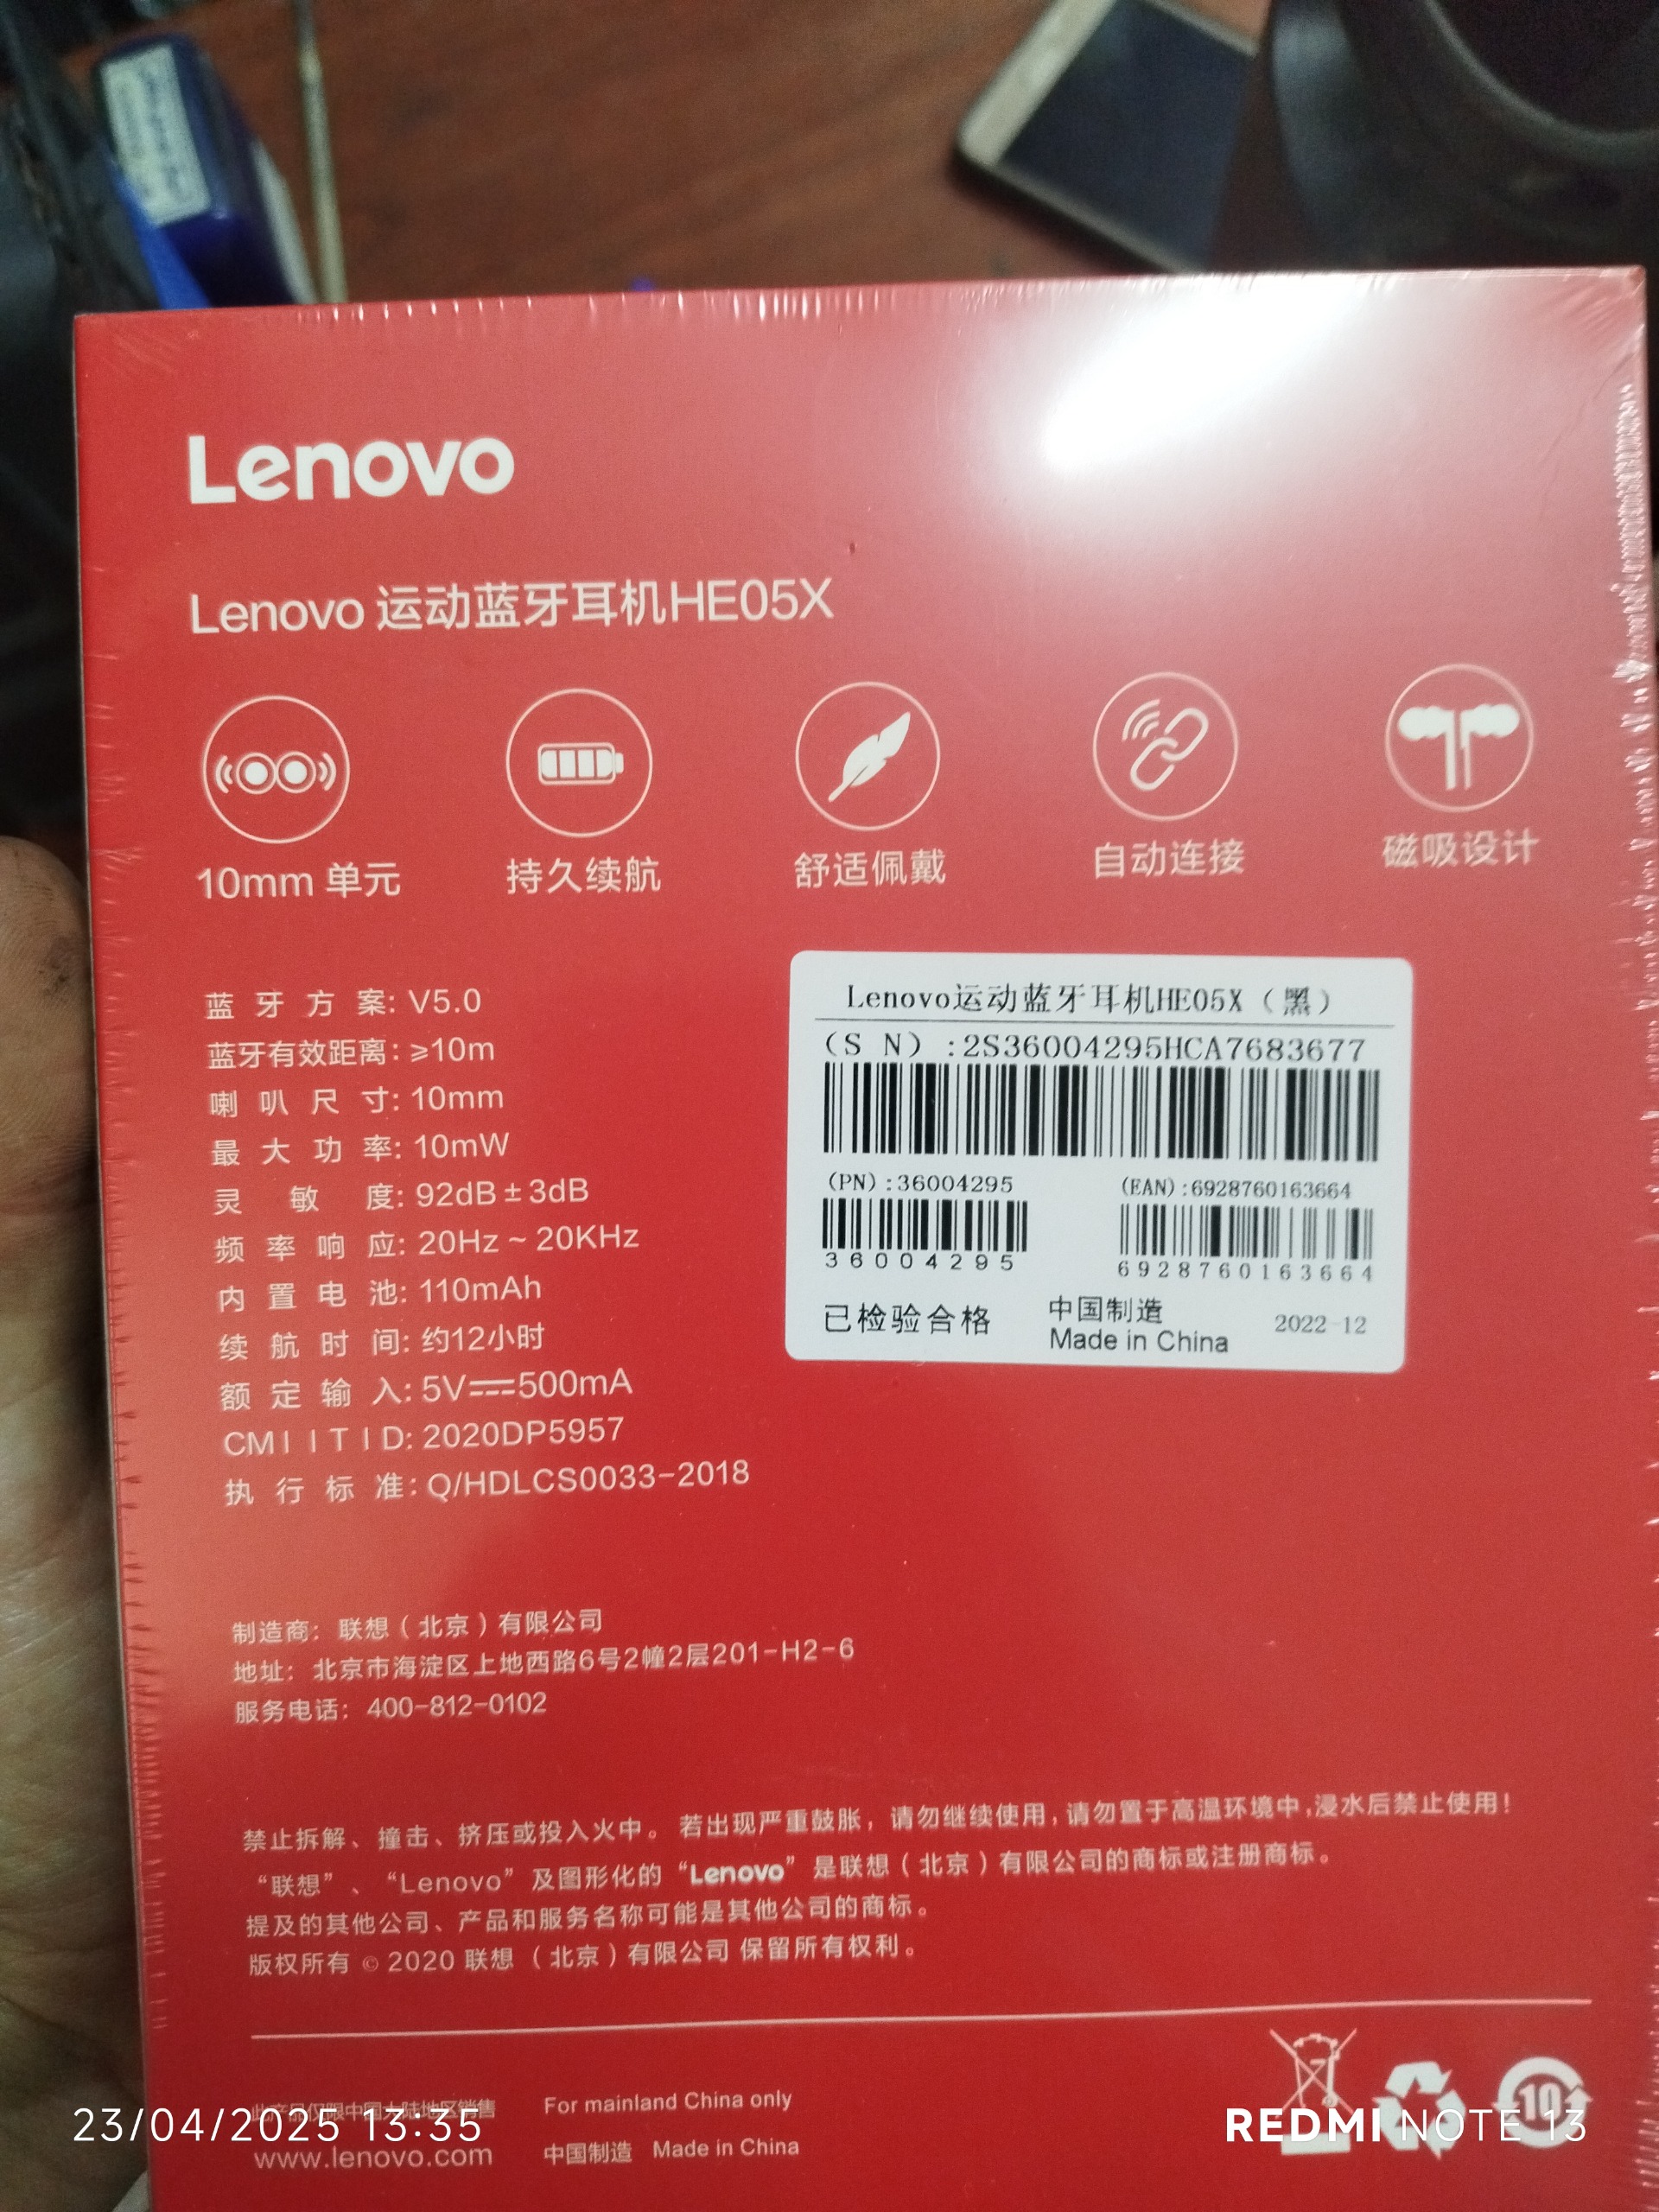 Lenovo
Lenovo 运动蓝牙耳机HE05X
10mm 单元
持久续航
舒适佩戴
自动连接
磁吸设计
蓝牙方案: V5.0
蓝牙有效距离: ≥10m
喇叭尺寸: 10mm
最大功率: 10mW
灵敏度: 92dB±3dB
频率响应: 20Hz ~ 20KHz
内置电池: 110mAh
续航时间: 约12小时
额定输入: 5V⎓500mA
CMIIT ID: 2020DP5957
执行标准: Q/HDLCS0033-2018
Lenovo运动蓝牙耳机HE05X（黑）
(S N) :2S36004295HCA7683677
(PN):36004295
(EAN):6928760163664
36004295
6928760163664
已检验合格
中国制造
Made in China
2022-12
制造商：联想（北京）有限公司
地址：北京市海淀区上地西路6号2幢2层201-H2-6
服务电话：400-812-0102
禁止拆解、撞击、挤压或投入火中。若出现严重鼓胀，请勿继续使用,请勿置于高温环境中,浸水后禁止使用！
“联想”、“Lenovo”及图形化的“Lenovo”是联想（北京）有限公司的商标或注册商标。
提及的其他公司、产品和服务名称可能是其他公司的商标。
版权所有 © 2020 联想（北京）有限公司 保留所有权利。
此产品仅限中国大陆地区销售
For mainland China only
www.lenovo.com
中国制造 Made in China
10
23/04/2025 13:35
REDMI NOTE 13